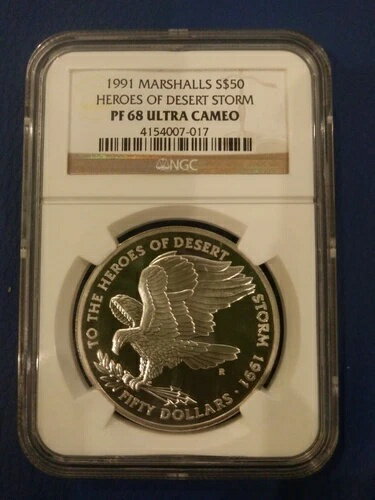 1991 MARSHALLS S$50
HEROES OF DESERT STORM
PF 68 ULTRA CAMEO
4154007-017
NGC
TO THE HEROES OF DESERT STORM 1991
R
FIFTY DOLLARS